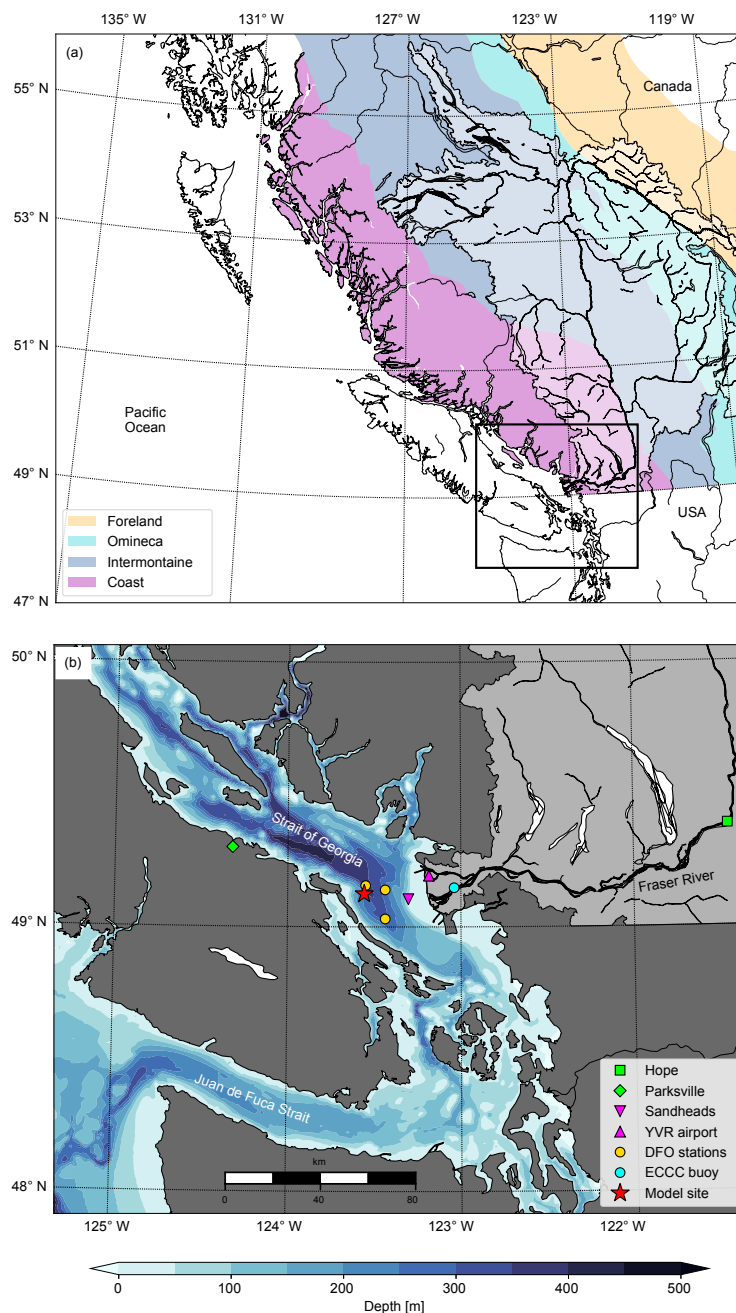 135° W 131° W 127° W 123° W 119° W
(a)
55° N
Canada
53° N
51° N
Pacific
Ocean
49° N
USA
Foreland
Omineca
Intermontaine
Coast
47° N
50° N
(b)
Strait of Georgia
Fraser River
49° N
Juan de Fuca Strait
Hope
Parksville
Sandheads
YVR airport
DFO stations
ECCC buoy
Model site
km
0 40 80
48° N
125° W 124° W 123° W 122° W
0 100 200 300 400 500
Depth [m]